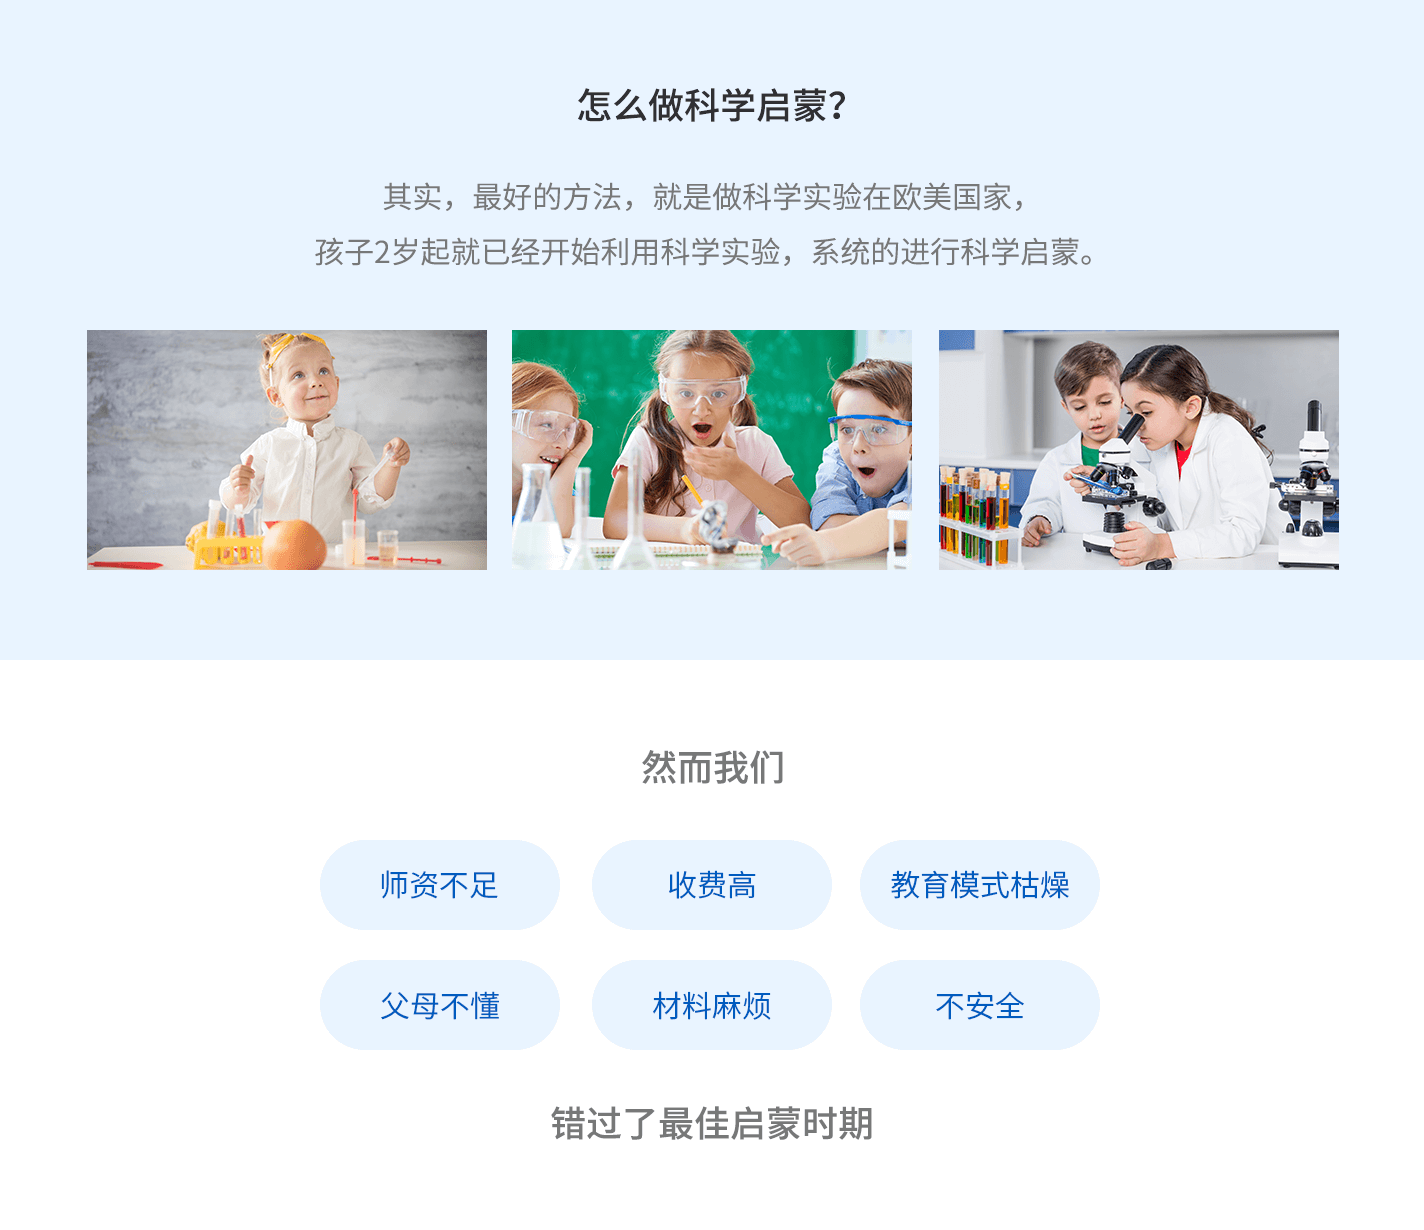 怎么做科学启蒙？
其实，最好的方法，就是做科学实验在欧美国家，
孩子2岁起就已经开始利用科学实验，系统的进行科学启蒙。
然而我们
师资不足
收费高
教育模式枯燥
父母不懂
材料麻烦
不安全
错过了最佳启蒙时期